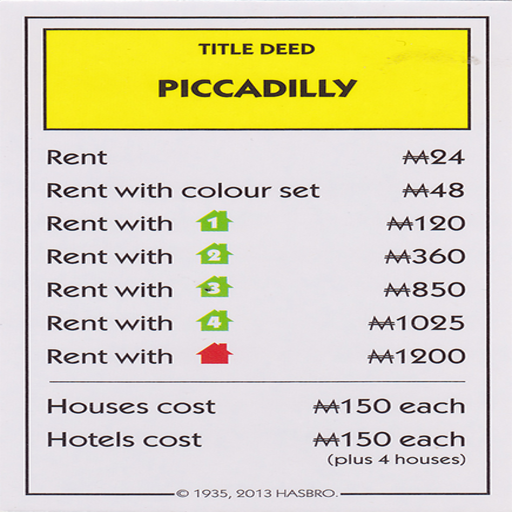 TITLE DEED
PICCADILLY
Rent ₩24
Rent with colour set ₩48
Rent with 1 ₩120
Rent with 2 ₩360
Rent with 3 ₩850
Rent with 4 ₩1025
Rent with ₩1200
Houses cost ₩150 each
Hotels cost ₩150 each
(plus 4 houses)
© 1935, 2013 HASBRO.